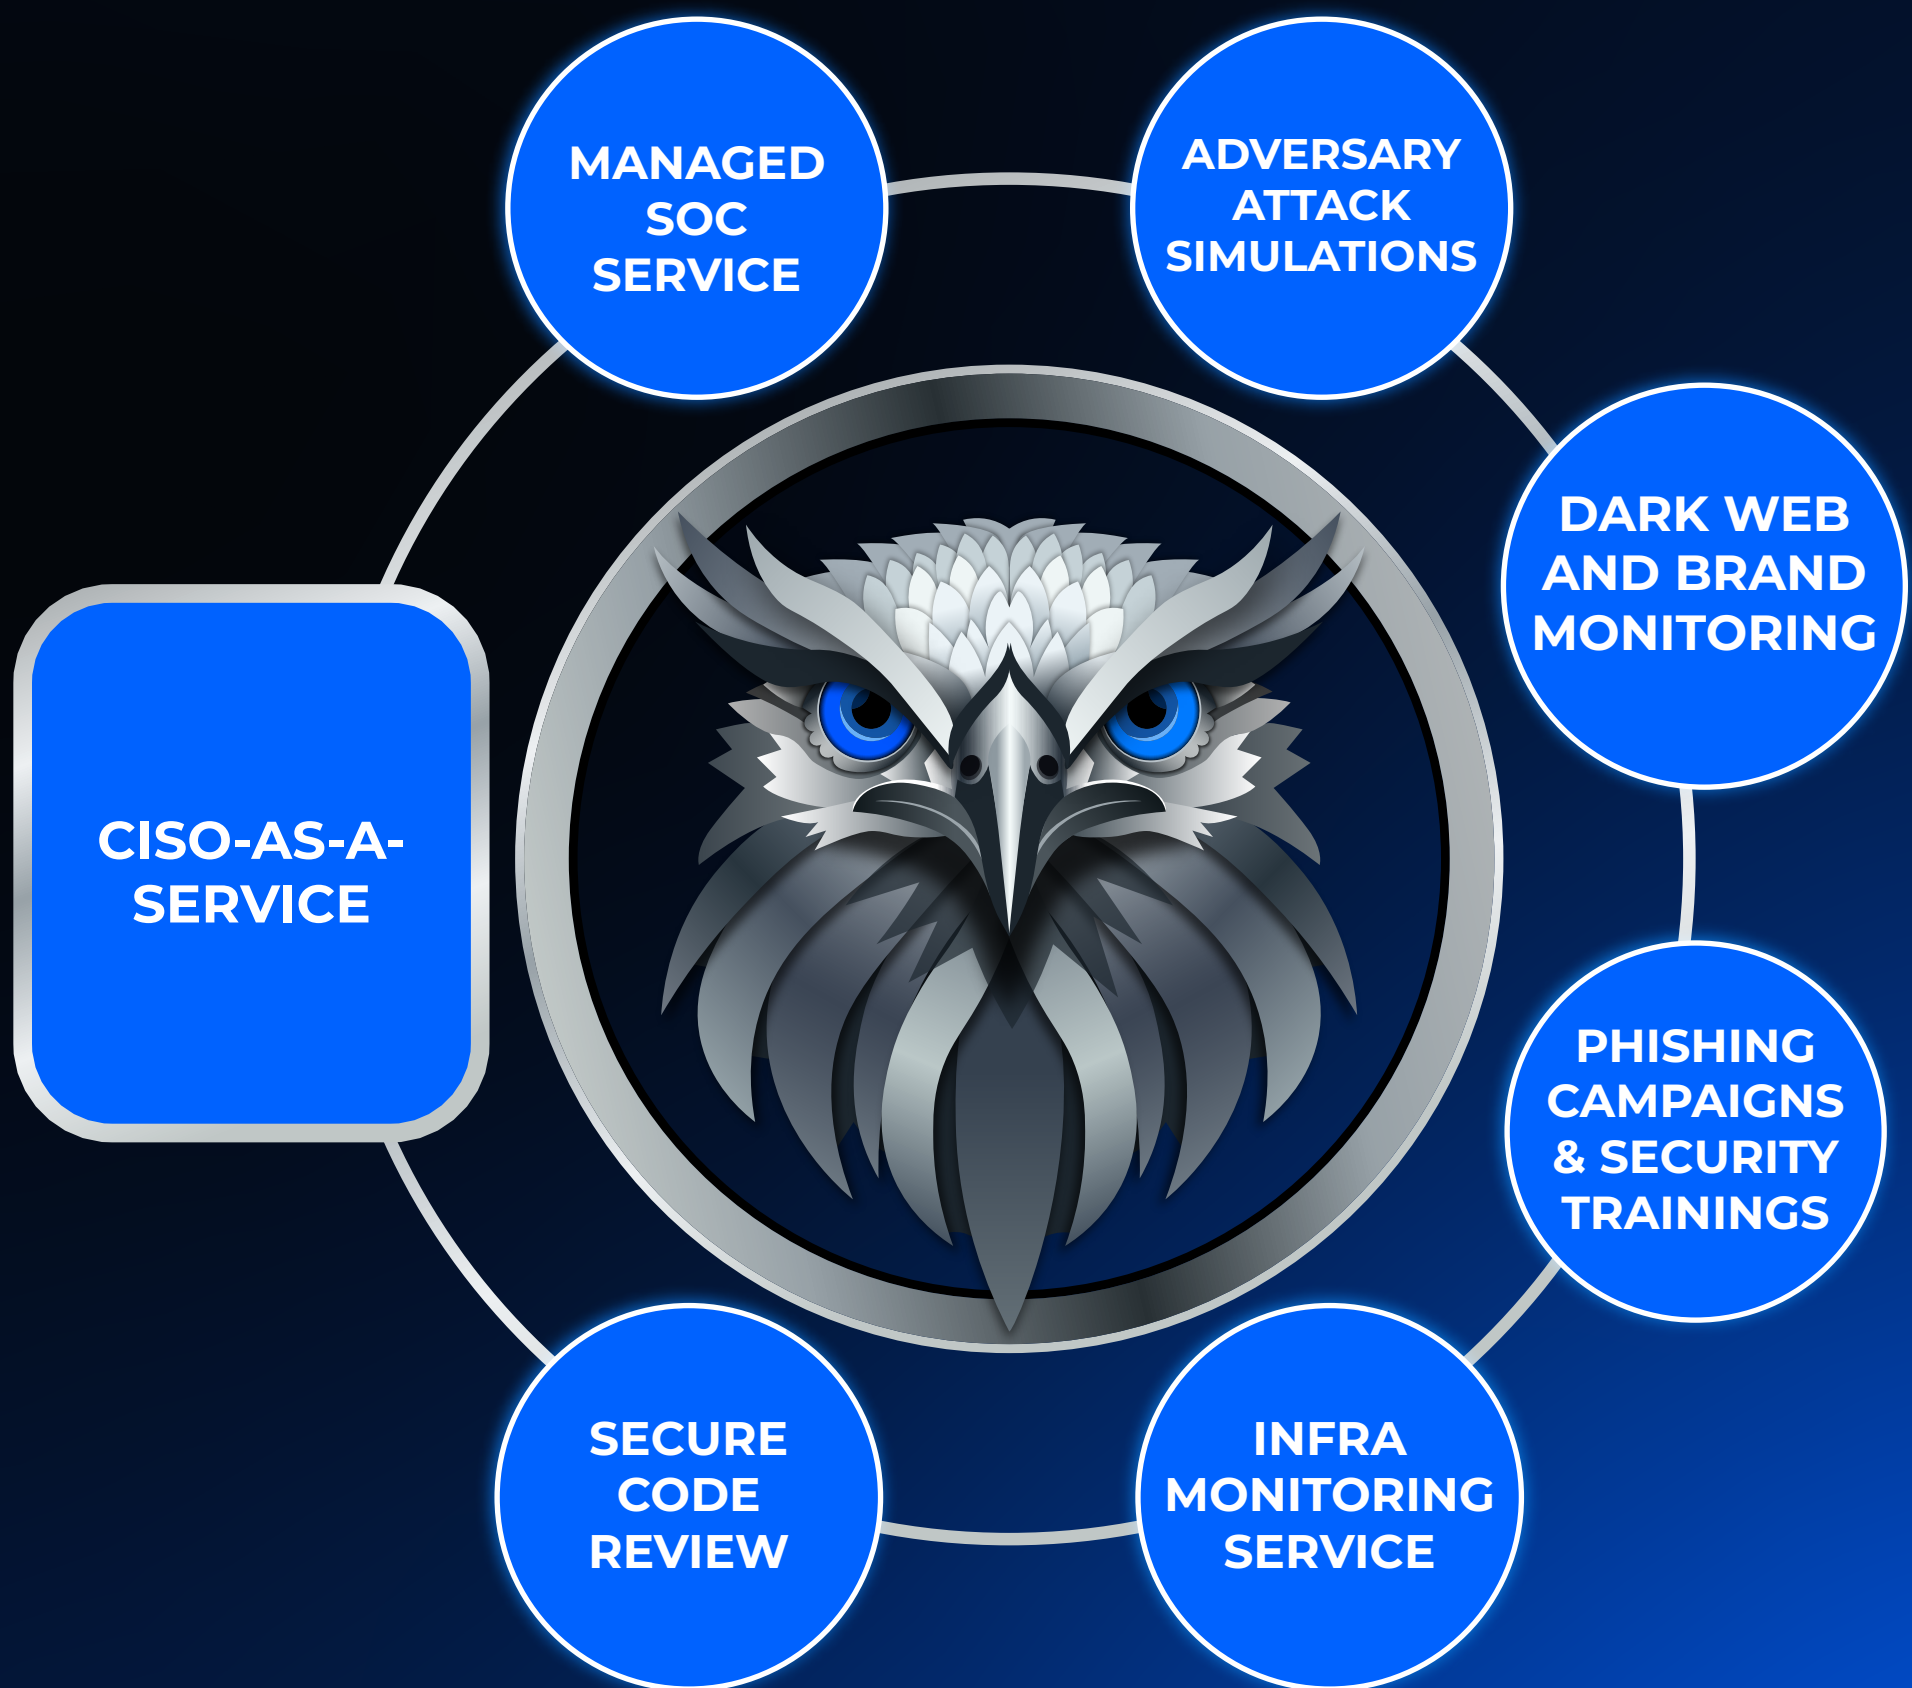 MANAGED
SOC
SERVICE
ADVERSARY
ATTACK
SIMULATIONS
DARK WEB
AND BRAND
MONITORING
CISO-AS-A-
SERVICE
PHISHING
CAMPAIGNS
& SECURITY
TRAININGS
SECURE
CODE
REVIEW
INFRA
MONITORING
SERVICE